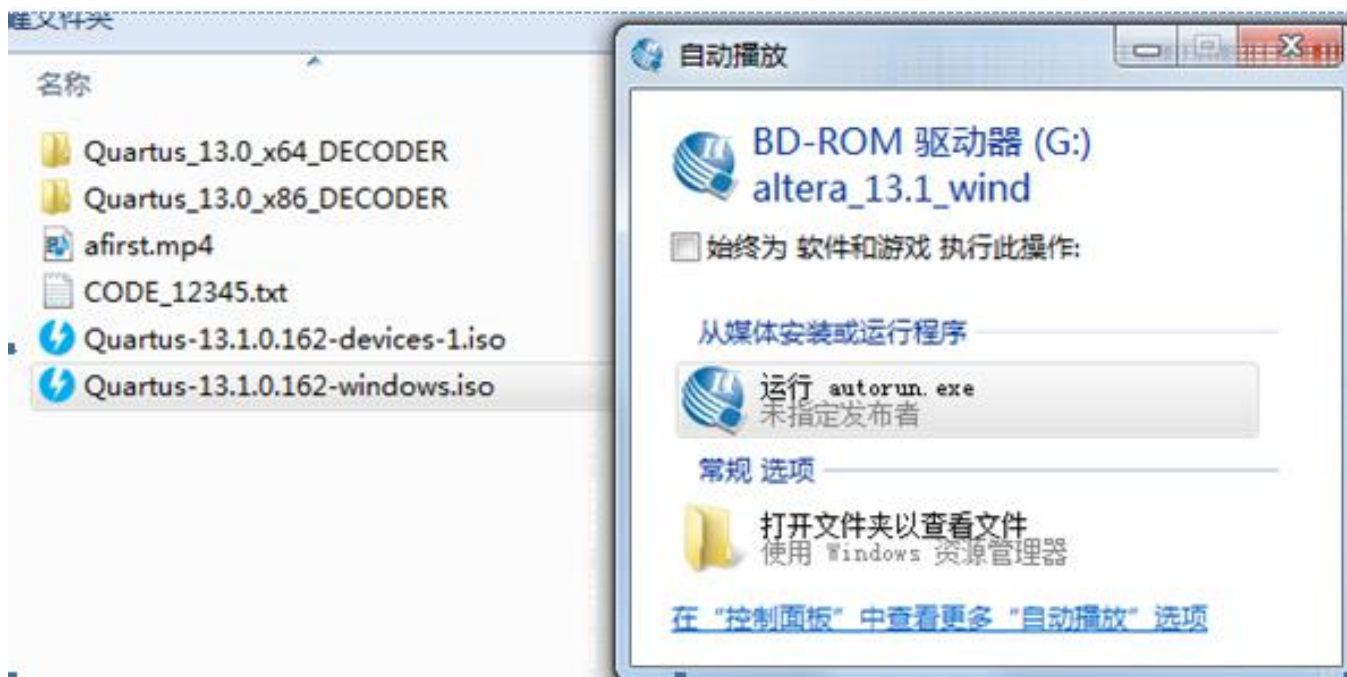 建文件夹
名称
Quartus_13.0_x64_DECODER
Quartus_13.0_x86_DECODER
afirst.mp4
CODE_12345.txt
Quartus-13.1.0.162-devices-1.iso
Quartus-13.1.0.162-windows.iso
自动播放
BD-ROM 驱动器 (G:)
altera_13.1_wind
始终为 软件和游戏 执行此操作:
从媒体安装或运行程序
运行 autorun.exe
未指定发布者
常规 选项
打开文件夹以查看文件
使用 Windows 资源管理器
在“控制面板”中查看更多“自动播放”选项